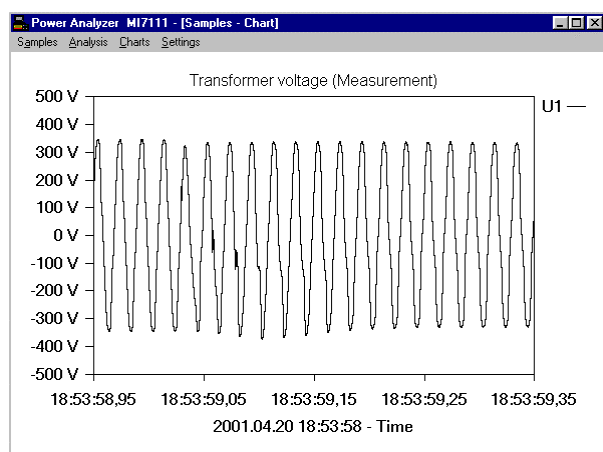 Power Analyzer MI7111 - [Samples - Chart]
Samples Analysis Charts Settings
Transformer voltage (Measurement)
U1
500 V
400 V
300 V
200 V
100 V
0 V
-100 V
-200 V
-300 V
-400 V
-500 V
18:53:58,95 18:53:59,05 18:53:59,15 18:53:59,25 18:53:59,35
2001.04.20 18:53:58 - Time